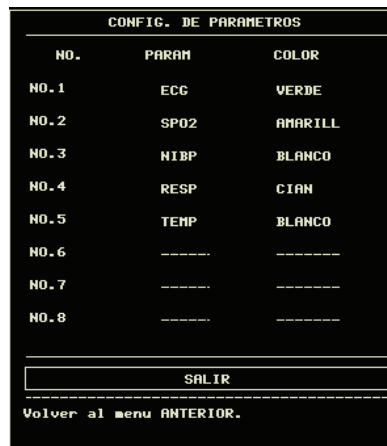 CONFIG. DE PARAMETROS
NO. PARAM COLOR
NO.1 ECG VERDE
NO.2 SPO2 AMARILL
NO.3 NIBP BLANCO
NO.4 RESP CIAN
NO.5 TEMP BLANCO
NO.6 -----. -------
NO.7 -----. -------
NO.8 -----. -------
SALIR
Volver al menu ANTERIOR.